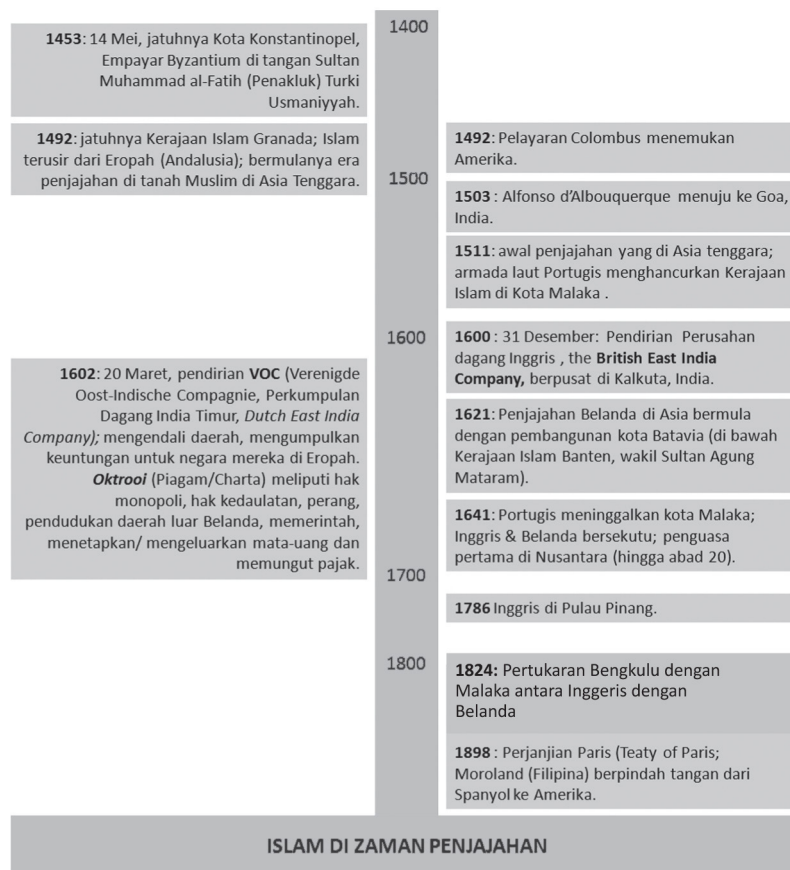 1400
1453: 14 Mei, jatuhnya Kota Konstantinopel,
Empayar Byzantium di tangan Sultan
Muhammad al-Fatih (Penakluk) Turki
Usmaniyyah.
1492: jatuhnya Kerajaan Islam Granada; Islam
terusir dari Eropah (Andalusia); bermulanya era
penjajahan di tanah Muslim di Asia Tenggara.
1492: Pelayaran Colombus menemukan
Amerika.
1500
1503 : Alfonso d’Albouquerque menuju ke Goa,
India.
1511: awal penjajahan yang di Asia tenggara;
armada laut Portugis menghancurkan Kerajaan
Islam di Kota Malaka .
1600
1600 : 31 Desember: Pendirian Perusahan
dagang Inggris , the British East India
Company, berpusat di Kalkuta, India.
1602: 20 Maret, pendirian VOC (Verenigde
Oost-Indische Compagnie, Perkumpulan
Dagang India Timur, Dutch East India
Company); mengendali daerah, mengumpulkan
keuntungan untuk negara mereka di Eropah.
Oktrooi (Piagam/Charta) meliputi hak
monopoli, hak kedaulatan, perang,
pendudukan daerah luar Belanda, memerintah,
menetapkan/ mengeluarkan mata-uang dan
memungut pajak.
1621: Penjajahan Belanda di Asia bermula
dengan pembangunan kota Batavia (di bawah
Kerajaan Islam Banten, wakil Sultan Agung
Mataram).
1641: Portugis meninggalkan kota Malaka;
Inggris & Belanda bersekutu; penguasa
pertama di Nusantara (hingga abad 20).
1700
1786 Inggris di Pulau Pinang.
1800
1824: Pertukaran Bengkulu dengan
Malaka antara Inggeris dengan
Belanda
1898 : Perjanjian Paris (Teaty of Paris;
Moroland (Filipina) berpindah tangan dari
Spanyol ke Amerika.
ISLAM DI ZAMAN PENJAJAHAN